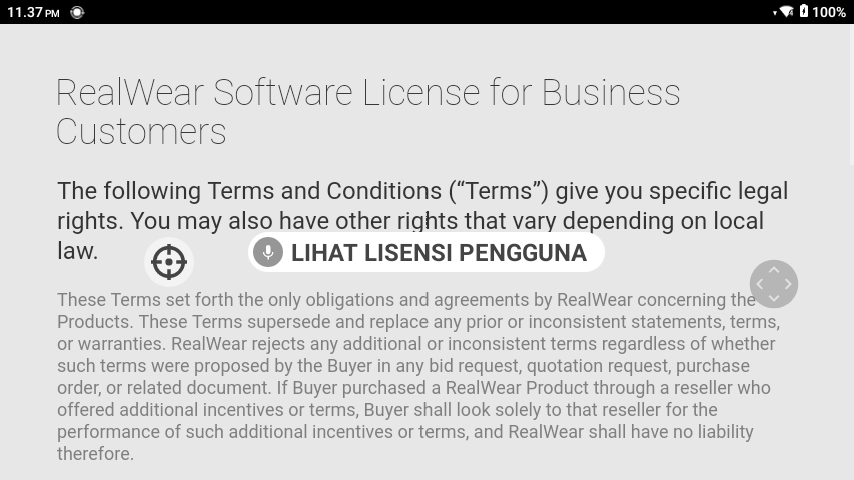 11.37 PM
100%
RealWear Software License for Business
Customers
The following Terms and Conditions (“Terms”) give you specific legal
rights. You may also have other rights that vary depending on local
law.
LIHAT LISENSI PENGGUNA
These Terms set forth the only obligations and agreements by RealWear concerning the
Products. These Terms supersede and replace any prior or inconsistent statements, terms,
or warranties. RealWear rejects any additional or inconsistent terms regardless of whether
such terms were proposed by the Buyer in any bid request, quotation request, purchase
order, or related document. If Buyer purchased a RealWear Product through a reseller who
offered additional incentives or terms, Buyer shall look solely to that reseller for the
performance of such additional incentives or terms, and RealWear shall have no liability
therefore.